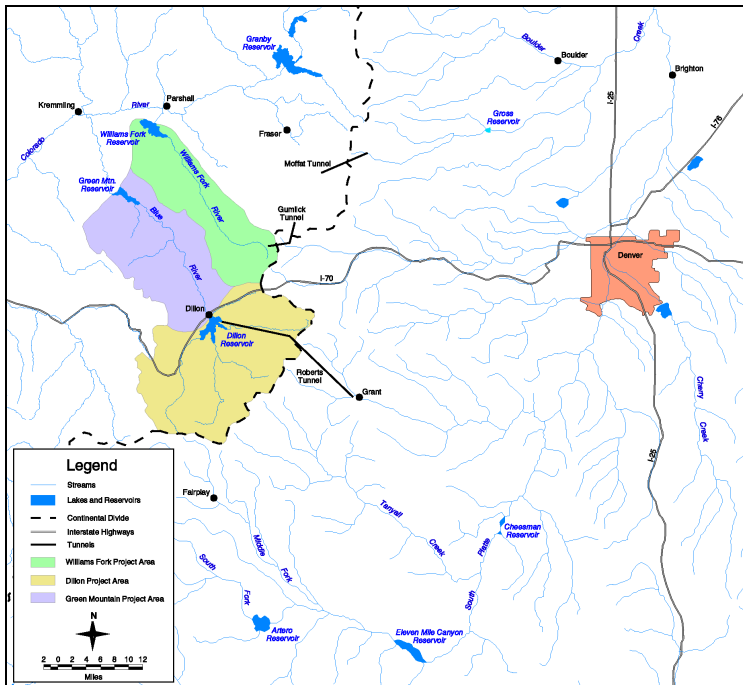 Granby
Reservoir
Boulder
Creek
Boulder
Brighton
Kremmling
Parshall
River
Colorado
Williams Fork
Reservoir
Fraser
Gross
Reservoir
I-25
I-76
Moffat Tunnel
Williams Fork
River
Green Mtn.
Reservoir
Blue
River
Gumlick
Tunnel
I-70
Denver
Dillon
Dillon
Reservoir
Roberts
Tunnel
Grant
Cherry
Creek
I-25
Fairplay
Tarryall
Creek
Cheesman
Reservoir
Middle
Fork
South
Fork
South
Platte
Antero
Reservoir
Eleven Mile Canyon
Reservoir
Legend
Streams
Lakes and Reservoirs
Continental Divide
Interstate Highways
Tunnels
Williams Fork Project Area
Dillon Project Area
Green Mountain Project Area
N
2 0 2 4 6 8 10 12
Miles